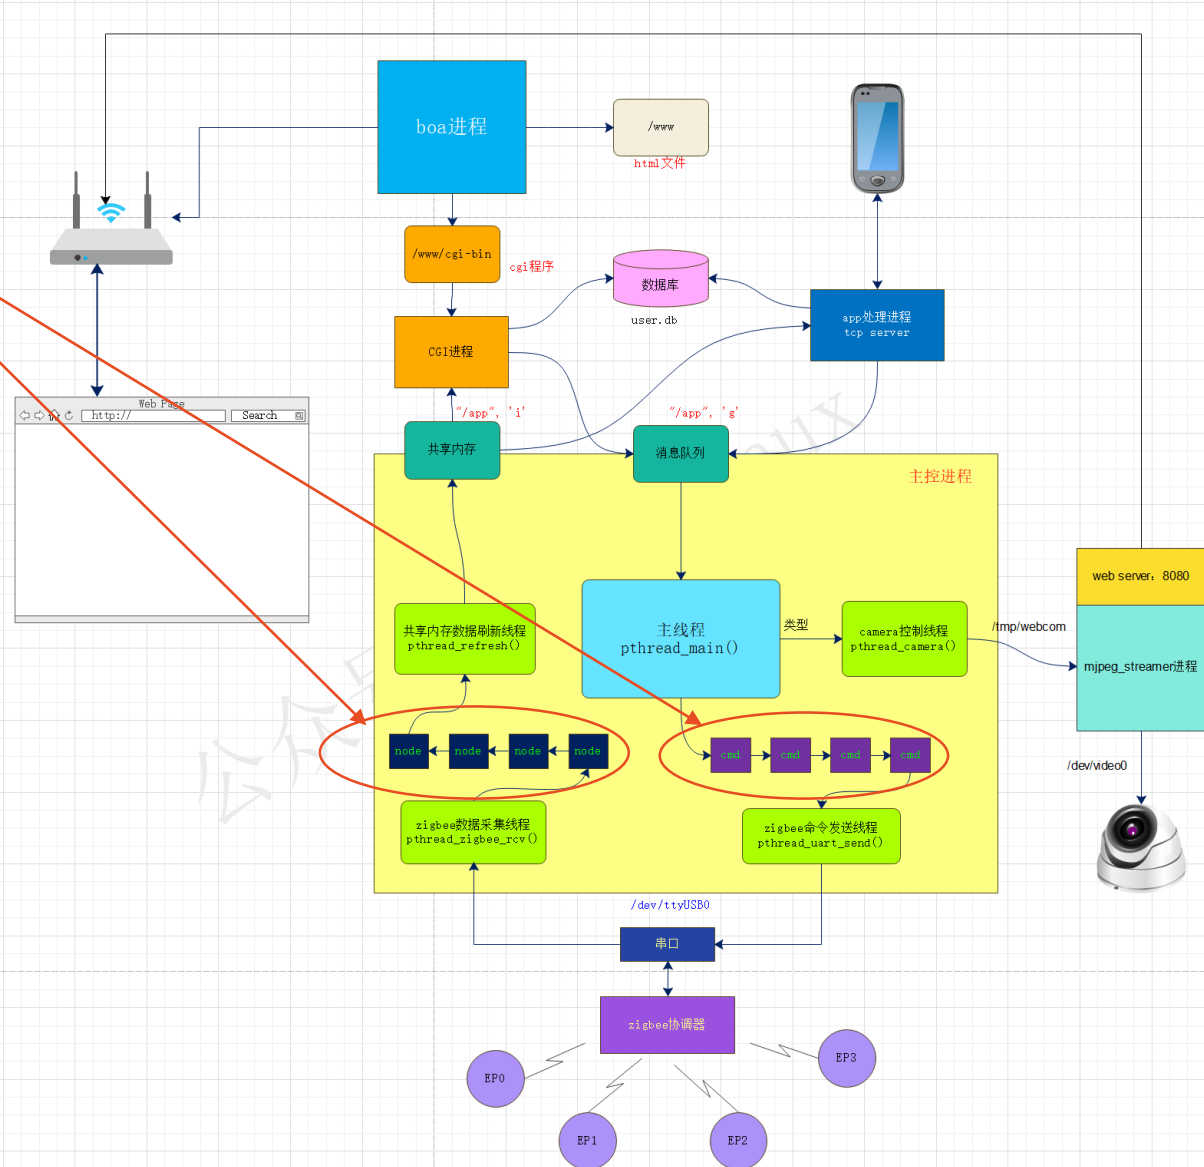 boa进程
/www
html文件
/www/cgi-bin
cgi程序
数据库
user.db
app处理进程
tcp server
CGI进程
Web Page
http://
Search
"/app", 'i'
"/app", 'g'
共享内存
消息队列
主控进程
web server: 8080
共享内存数据刷新线程
pthread_refresh()
主线程
pthread_main()
类型
camera控制线程
pthread_camera()
/tmp/webcom
mjpeg_streamer进程
node
node
node
node
cmd
cmd
cmd
cmd
/dev/video0
zigbee数据采集线程
pthread_zigbee_rcv()
zigbee命令发送线程
pthread_uart_send()
/dev/ttyUSB0
串口
zigbee协调器
EP0
EP1
EP2
EP3
公众号